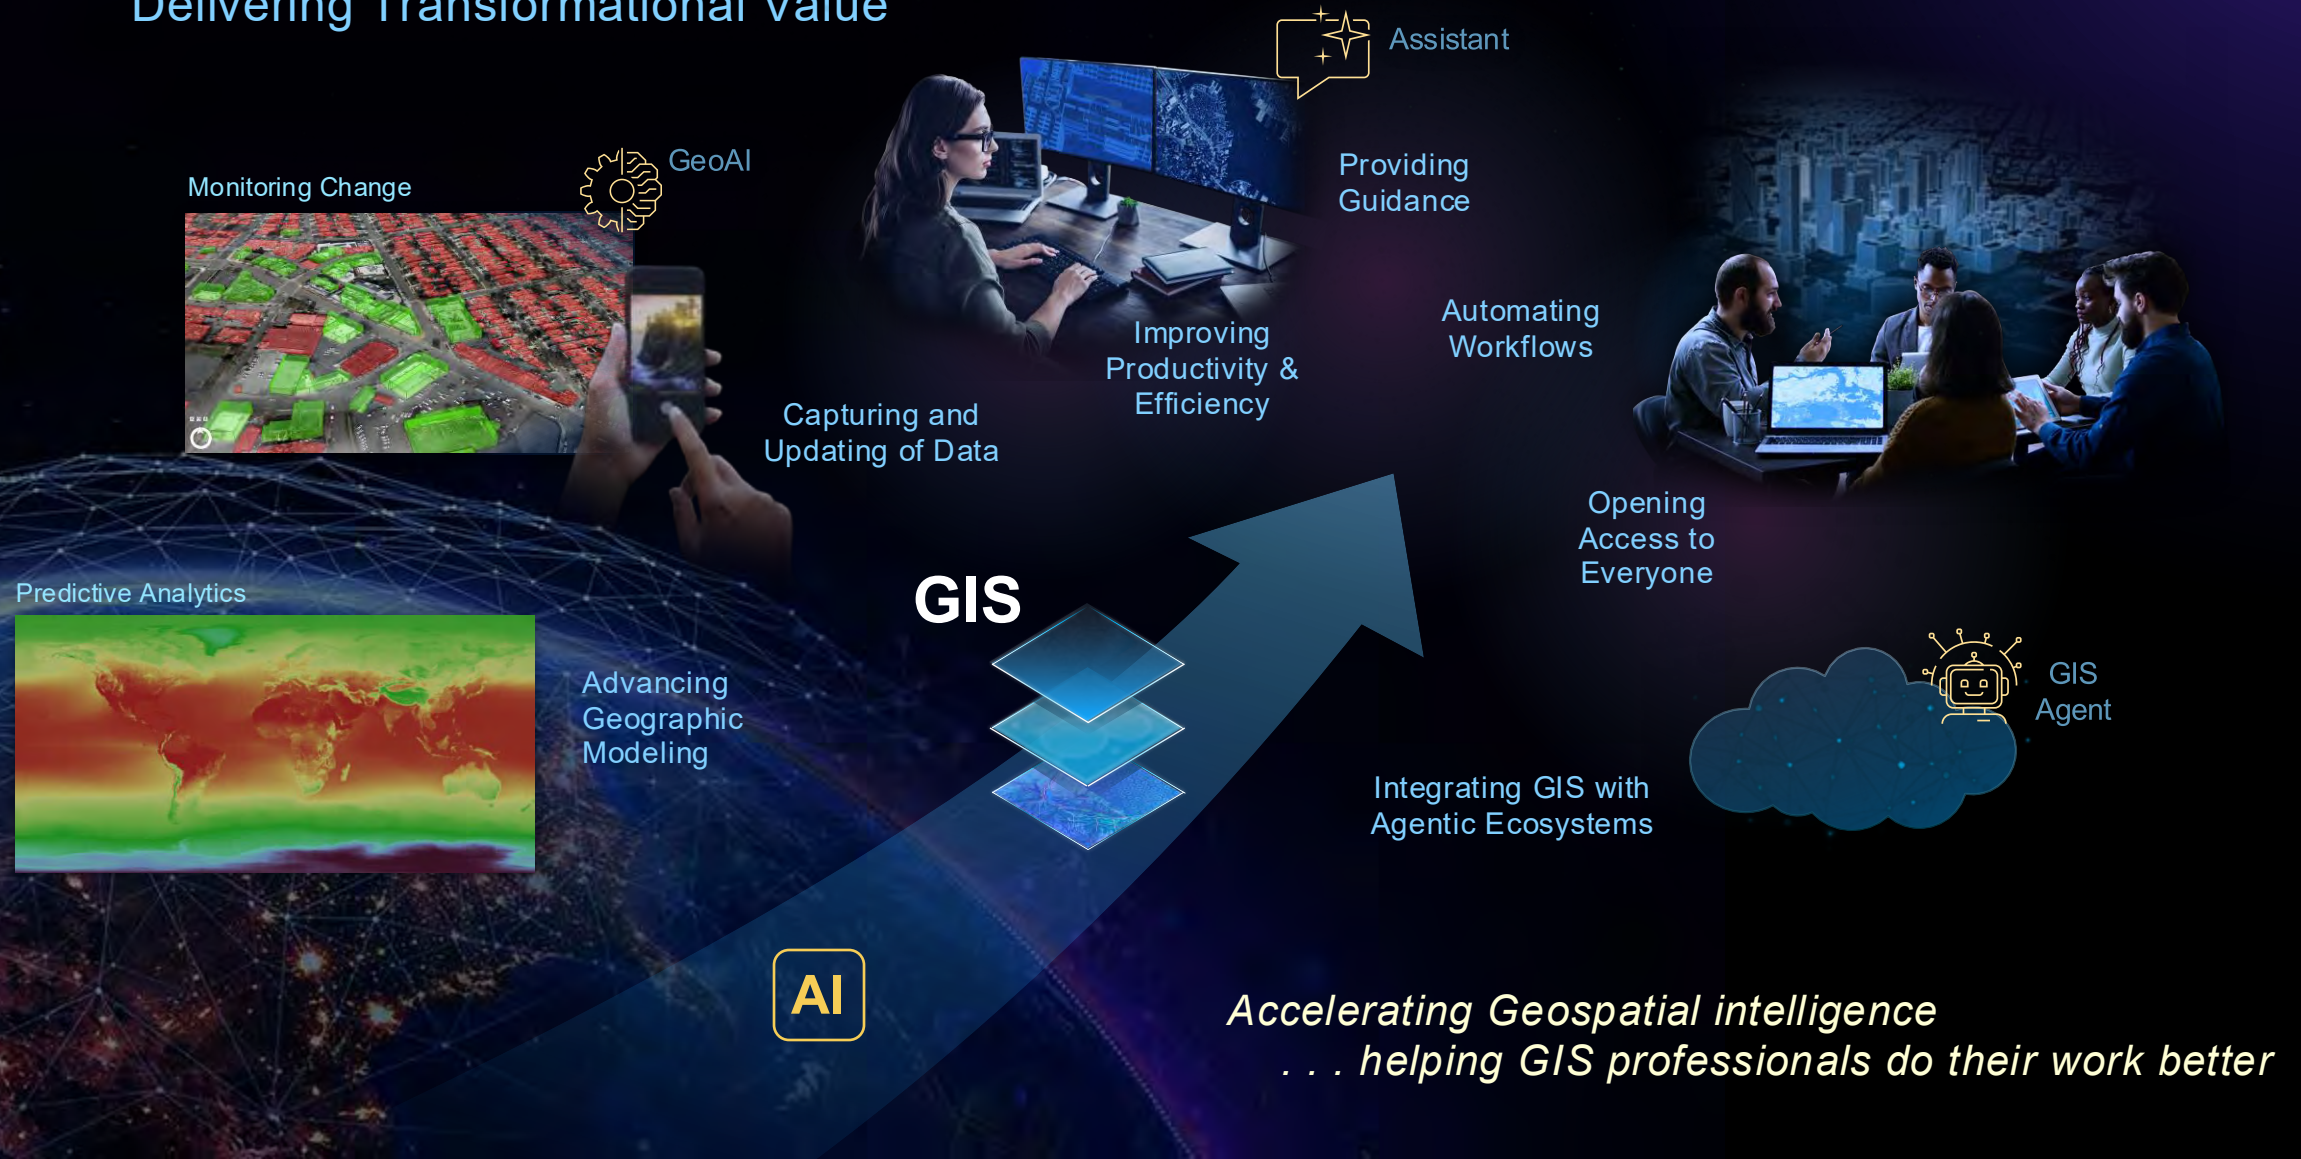 Delivering Transformational Value
Assistant
GeoAI
Monitoring Change
Providing
Guidance
Automating
Workflows
Improving
Productivity &
Efficiency
Capturing and
Updating of Data
Opening
Access to
Everyone
GIS
Predictive Analytics
Advancing
Geographic
Modeling
GIS
Agent
Integrating GIS with
Agentic Ecosystems
AI
Accelerating Geospatial intelligence
. . . helping GIS professionals do their work better